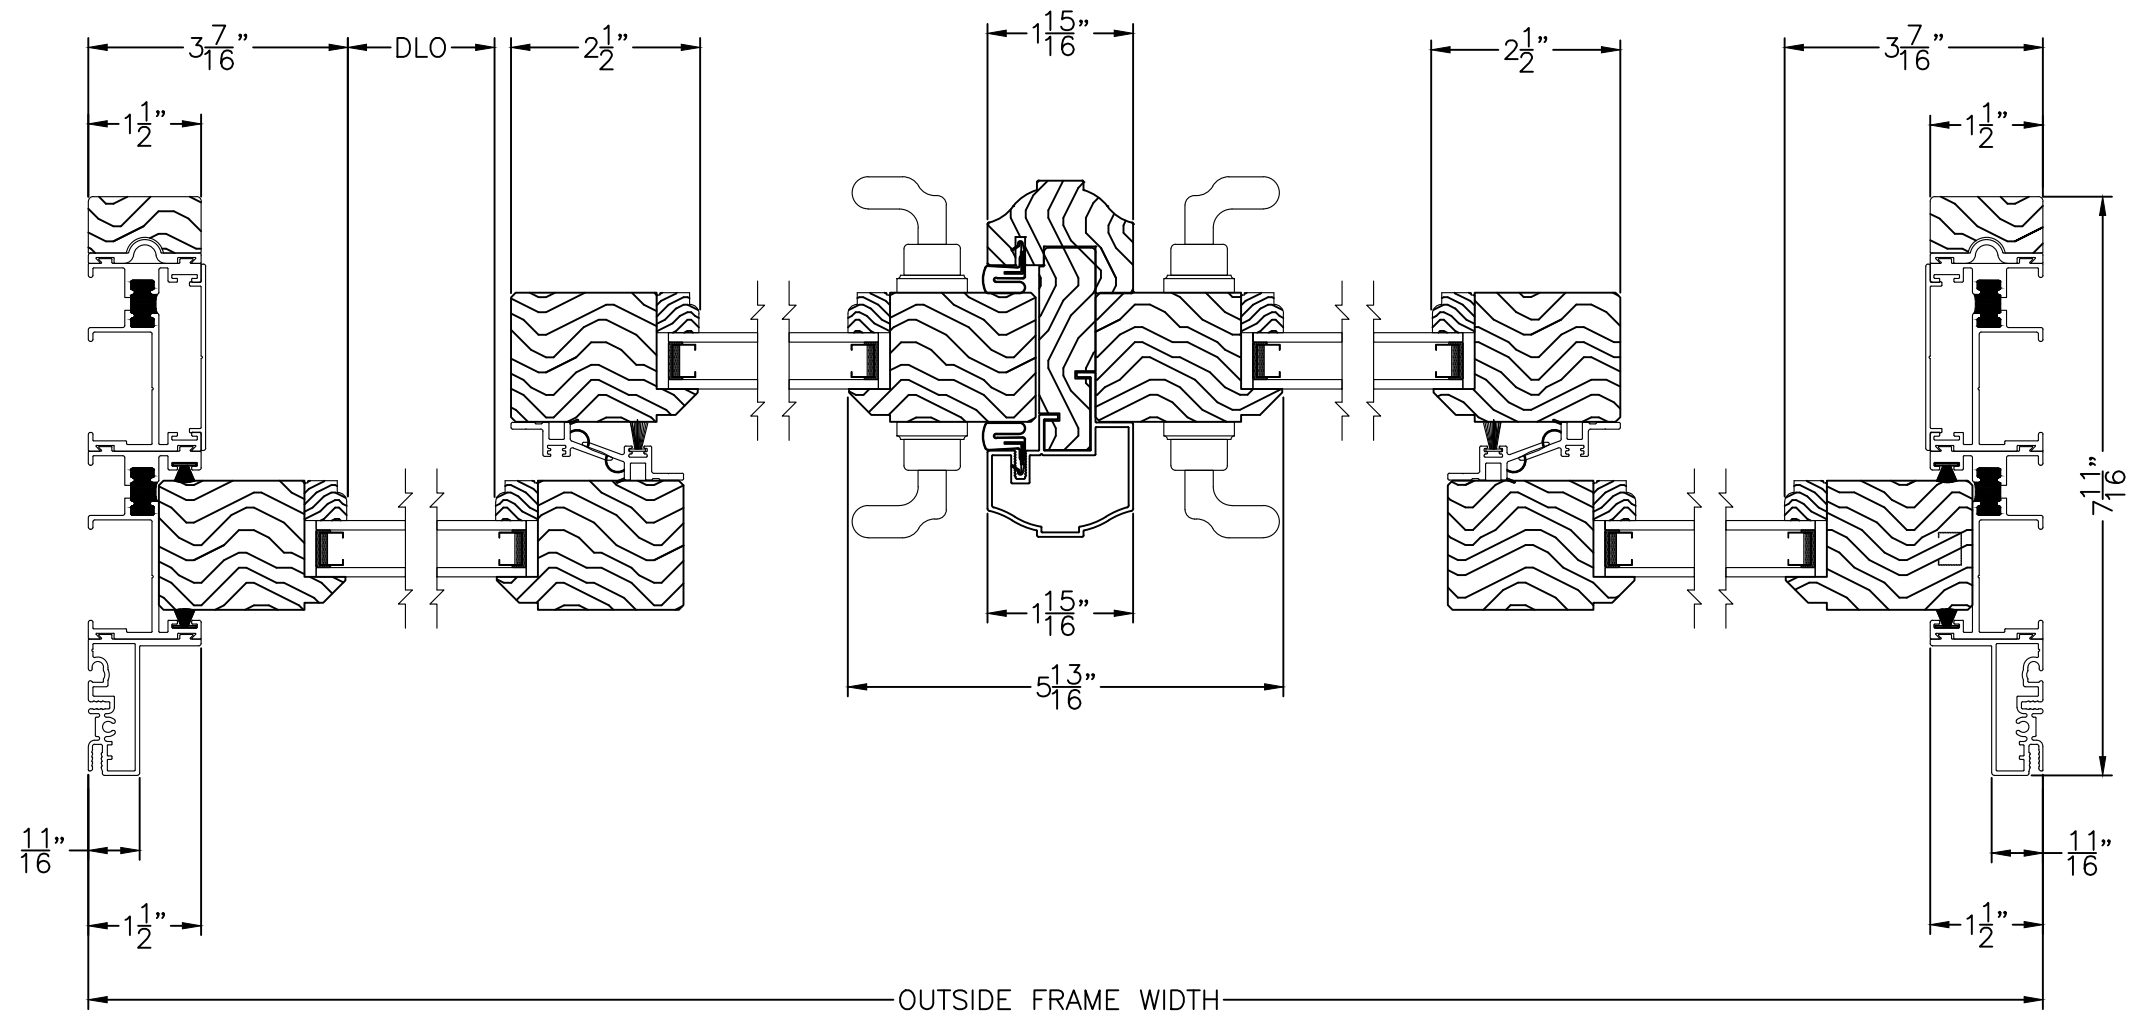 3 7/16” DLO 2 1/2” 1 15/16” 2 1/2” 3 7/16”
1 1/2” 1 1/2”
7 11/16”
1 15/16”
5 13/16”
11/16” 11/16”
1 1/2” 1 1/2”
OUTSIDE FRAME WIDTH